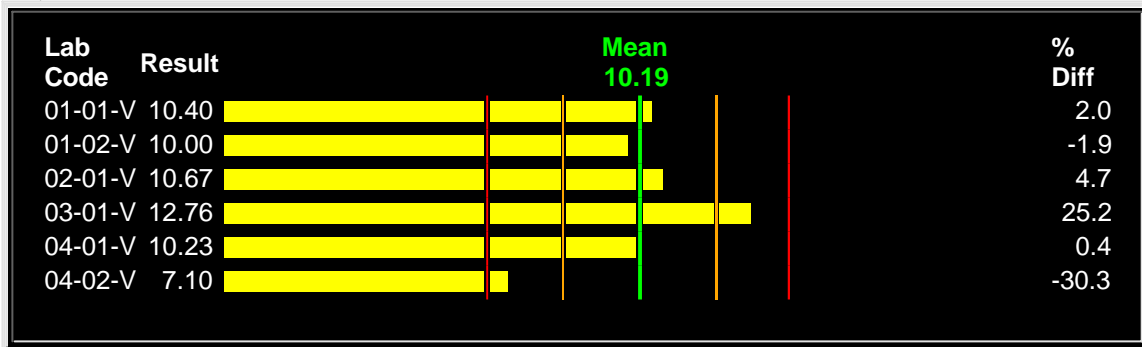 Lab Code Result Mean 10.19 % Diff
01-01-V 10.40 2.0
01-02-V 10.00 -1.9
02-01-V 10.67 4.7
03-01-V 12.76 25.2
04-01-V 10.23 0.4
04-02-V 7.10 -30.3